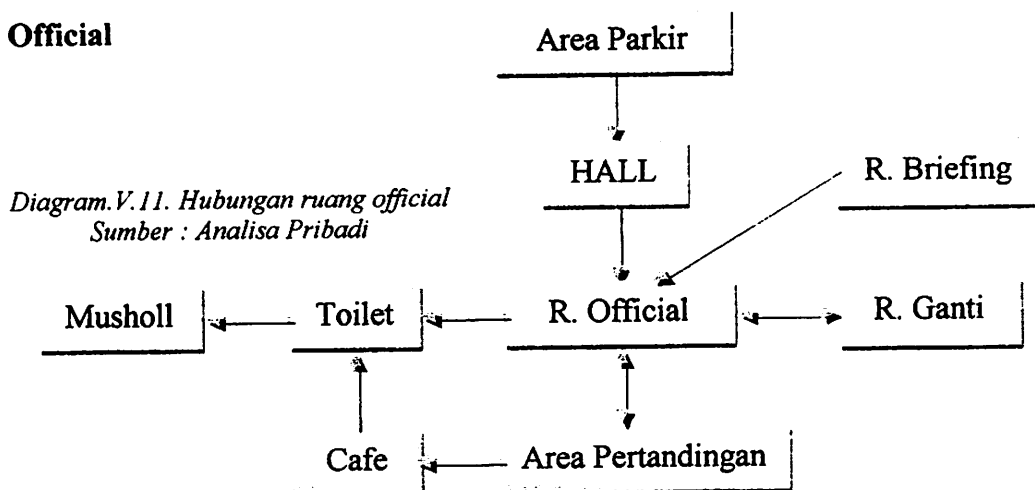 Official
Area Parkir
HALL
R. Briefing
Diagram.V.11. Hubungan ruang official
Sumber : Analisa Pribadi
Musholl
Toilet
R. Official
R. Ganti
Cafe
Area Pertandingan